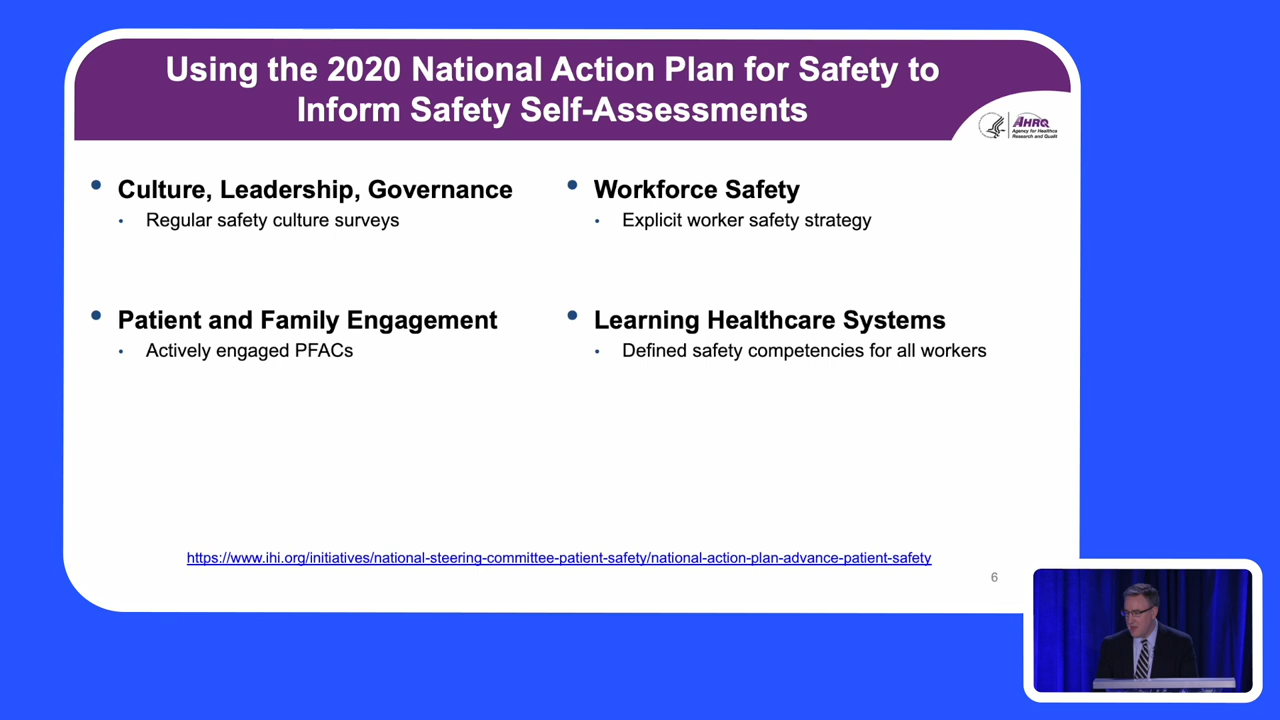 Using the 2020 National Action Plan for Safety to
Inform Safety Self-Assessments
AHRQ
Agency for Healthca
Research and Qualit
• Culture, Leadership, Governance
• Regular safety culture surveys
• Workforce Safety
• Explicit worker safety strategy
• Patient and Family Engagement
• Actively engaged PFACs
• Learning Healthcare Systems
• Defined safety competencies for all workers
https://www.ihi.org/initiatives/national-steering-committee-patient-safety/national-action-plan-advance-patient-safety
6